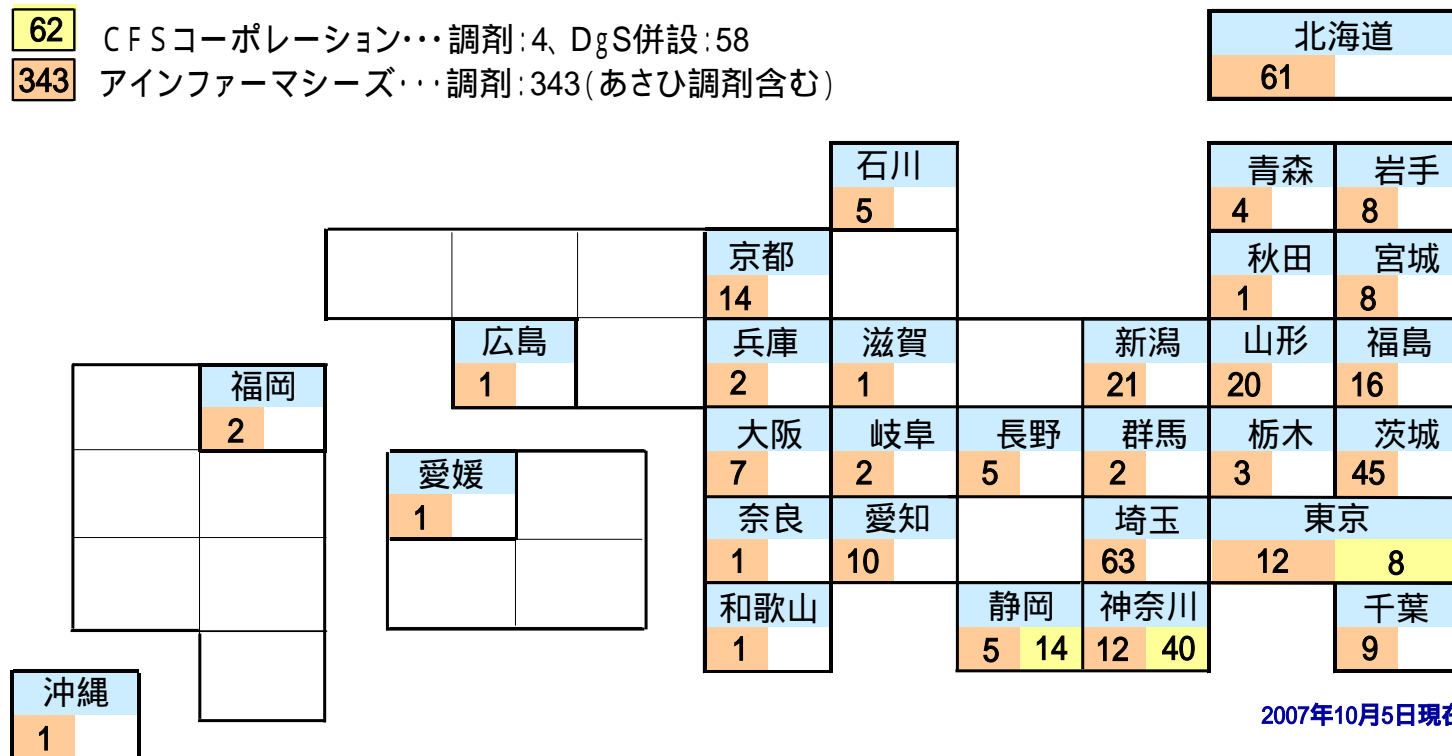 62 CFSコーポレーション･･･調剤:4、DgS併設:58
343 アインファーマシーズ･･･調剤:343(あさひ調剤含む)
北海道
61
石川
5
青森 岩手
4 8
京都
14
秋田 宮城
1 8
広島
1
兵庫 滋賀 新潟 山形 福島
2 1 21 20 16
福岡
2
大阪 岐阜 長野 群馬 栃木 茨城
7 2 5 2 3 45
愛媛
1
奈良 愛知 埼玉 東京
1 10 63 12 8
和歌山 静岡 神奈川 千葉
1 5 14 12 40 9
沖縄
1
2007年10月5日現在